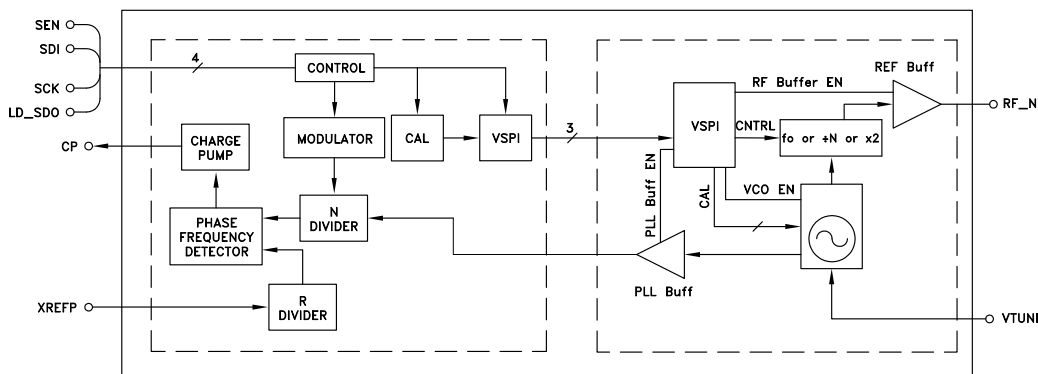 SEN
SDI
SCK
LD_SDO
CP
XREFP
4
CONTROL
MODULATOR
CAL
VSPI
CHARGE
PUMP
PHASE
FREQUENCY
DETECTOR
N
DIVIDER
R
DIVIDER
3
VSPI
RF Buffer EN
REF Buff
RF_N
CNTRL
fo or ÷N or x2
PLL Buff EN
CAL
VCO EN
PLL Buff
VTUNE